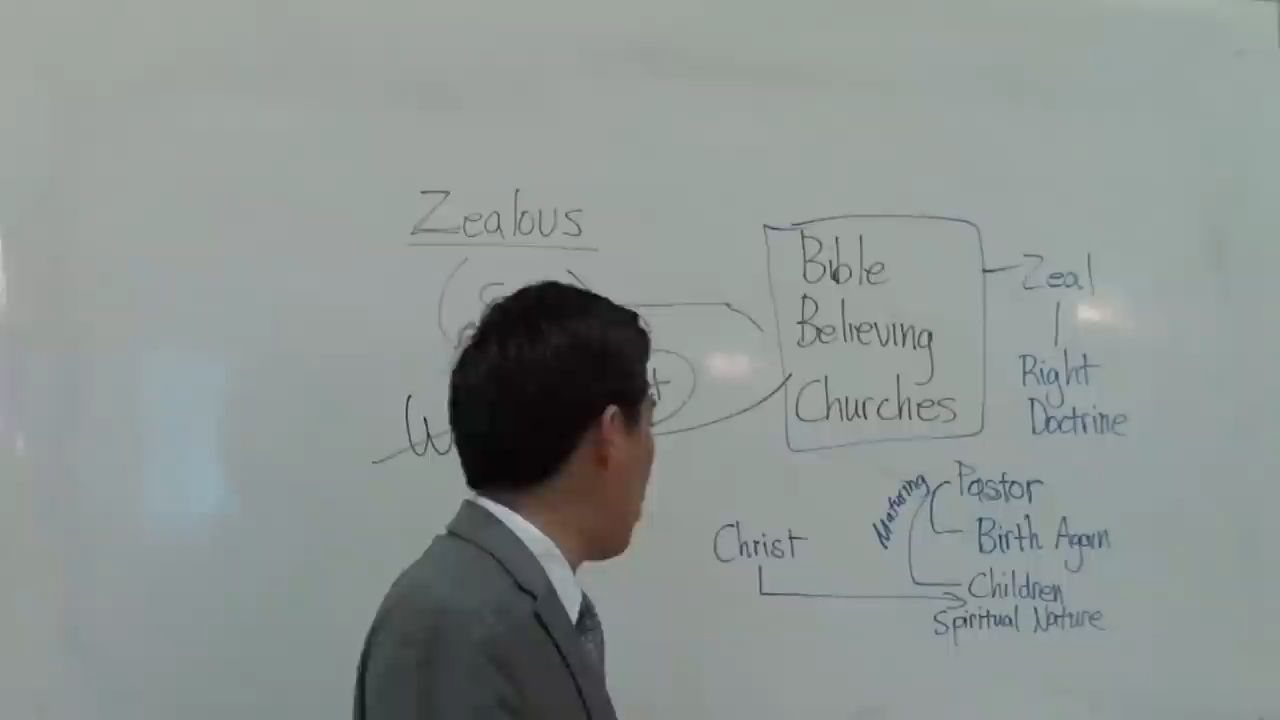 Zealous
Bible
Believing
Churches
Zeal
Right
Doctrine
Maturing
Pastor
Birth Again
Christ
Children
Spiritual Nature